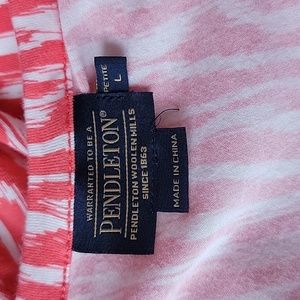 PETITE
L
WARRANTED TO BE A
PENDLETON®
PENDLETON WOOLEN MILLS
SINCE 1863
MADE IN CHINA